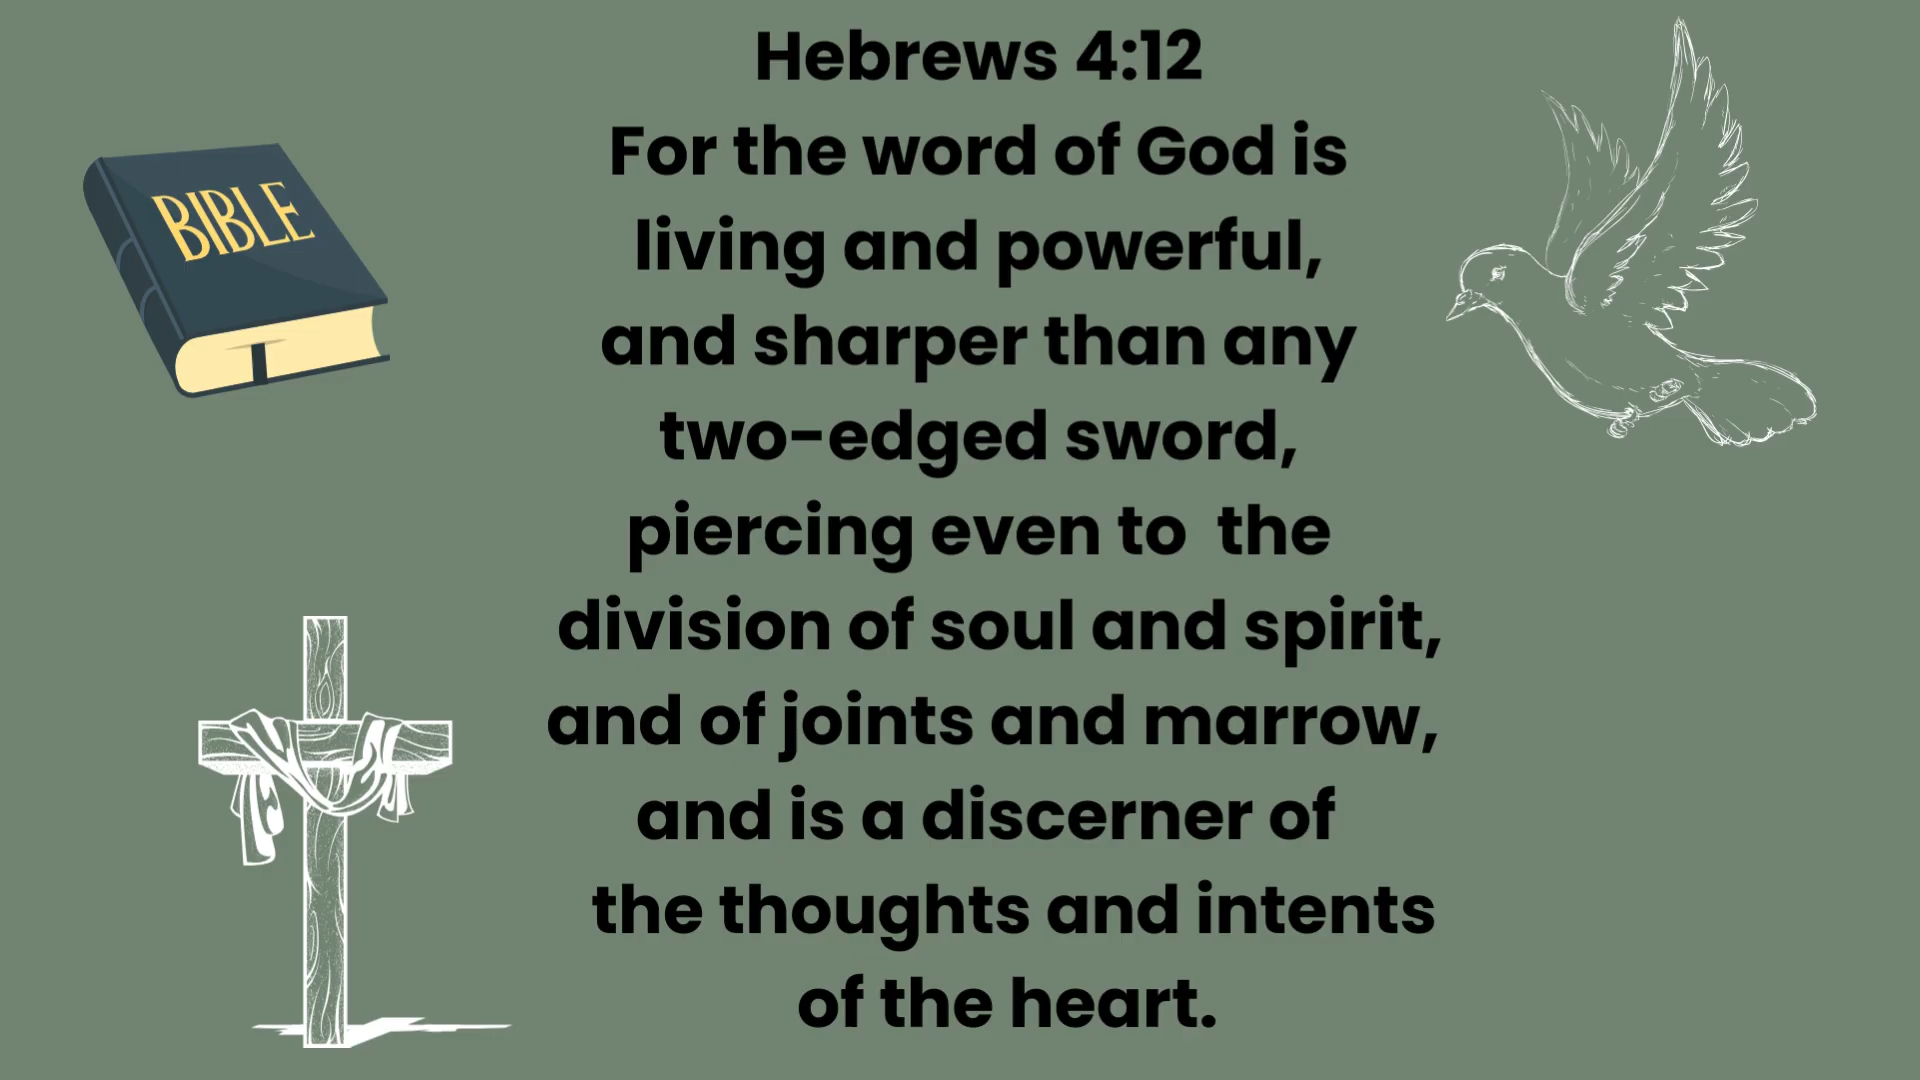 Hebrews 4:12
For the word of God is
living and powerful,
and sharper than any
two-edged sword,
piercing even to  the
division of soul and spirit,
and of joints and marrow,
and is a discerner of
the thoughts and intents
of the heart.
BIBLE